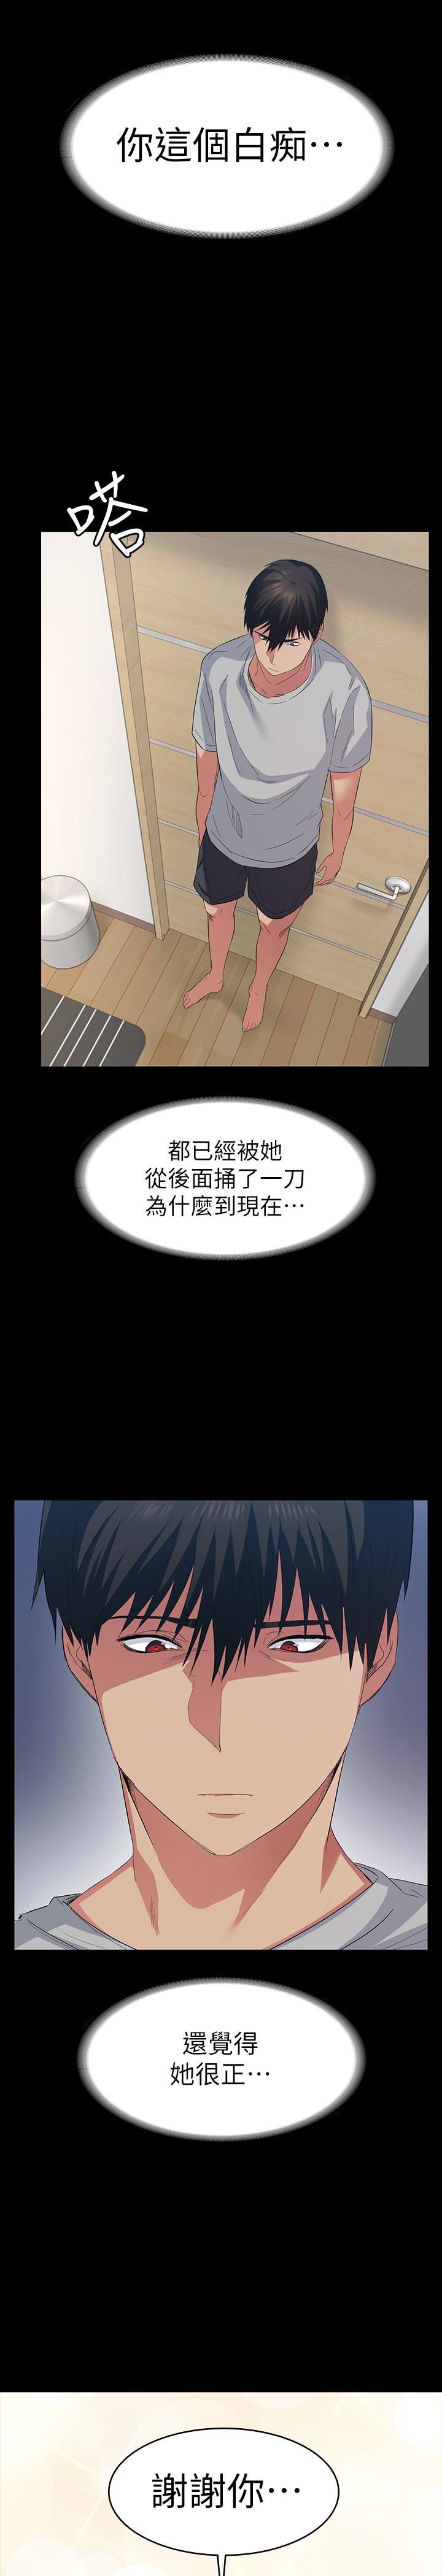 你這個白痴⋯
嗒
都已經被她
從後面捅了一刀
為什麼到現在⋯
還覺得
她很正⋯
謝謝你⋯